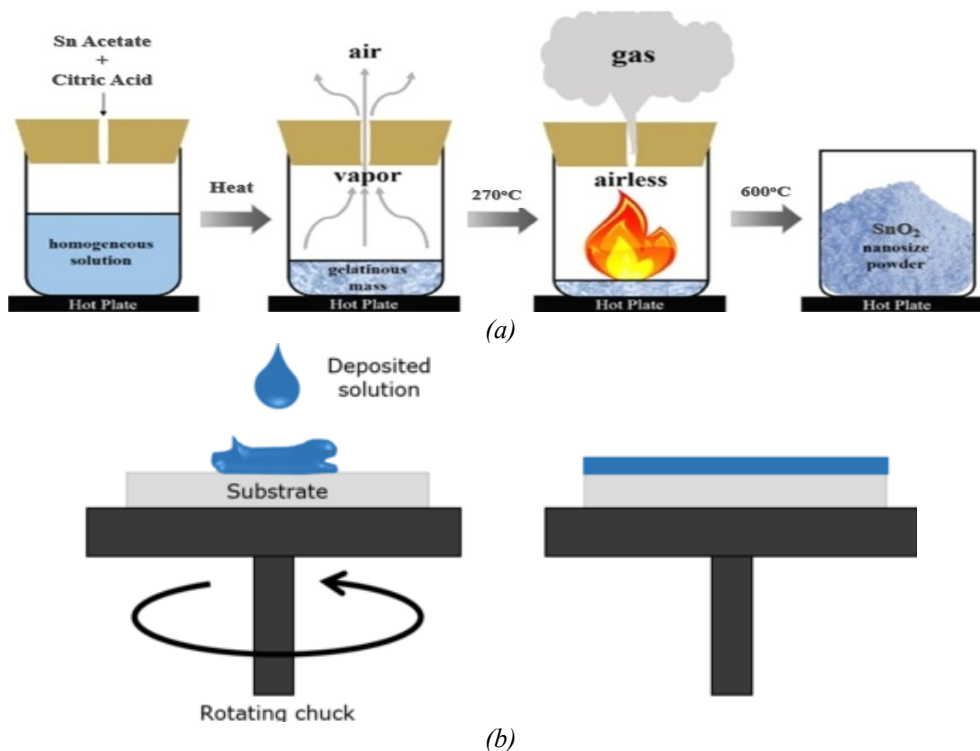 Sn Acetate
+
Citric Acid
homogeneous
solution
Hot Plate
Heat
air
vapor
gelatinous
mass
Hot Plate
270°C
gas
airless
Hot Plate
600°C
SnO₂
nanosize
powder
Hot Plate
(a)
Deposited
solution
Substrate
Rotating chuck
(b)